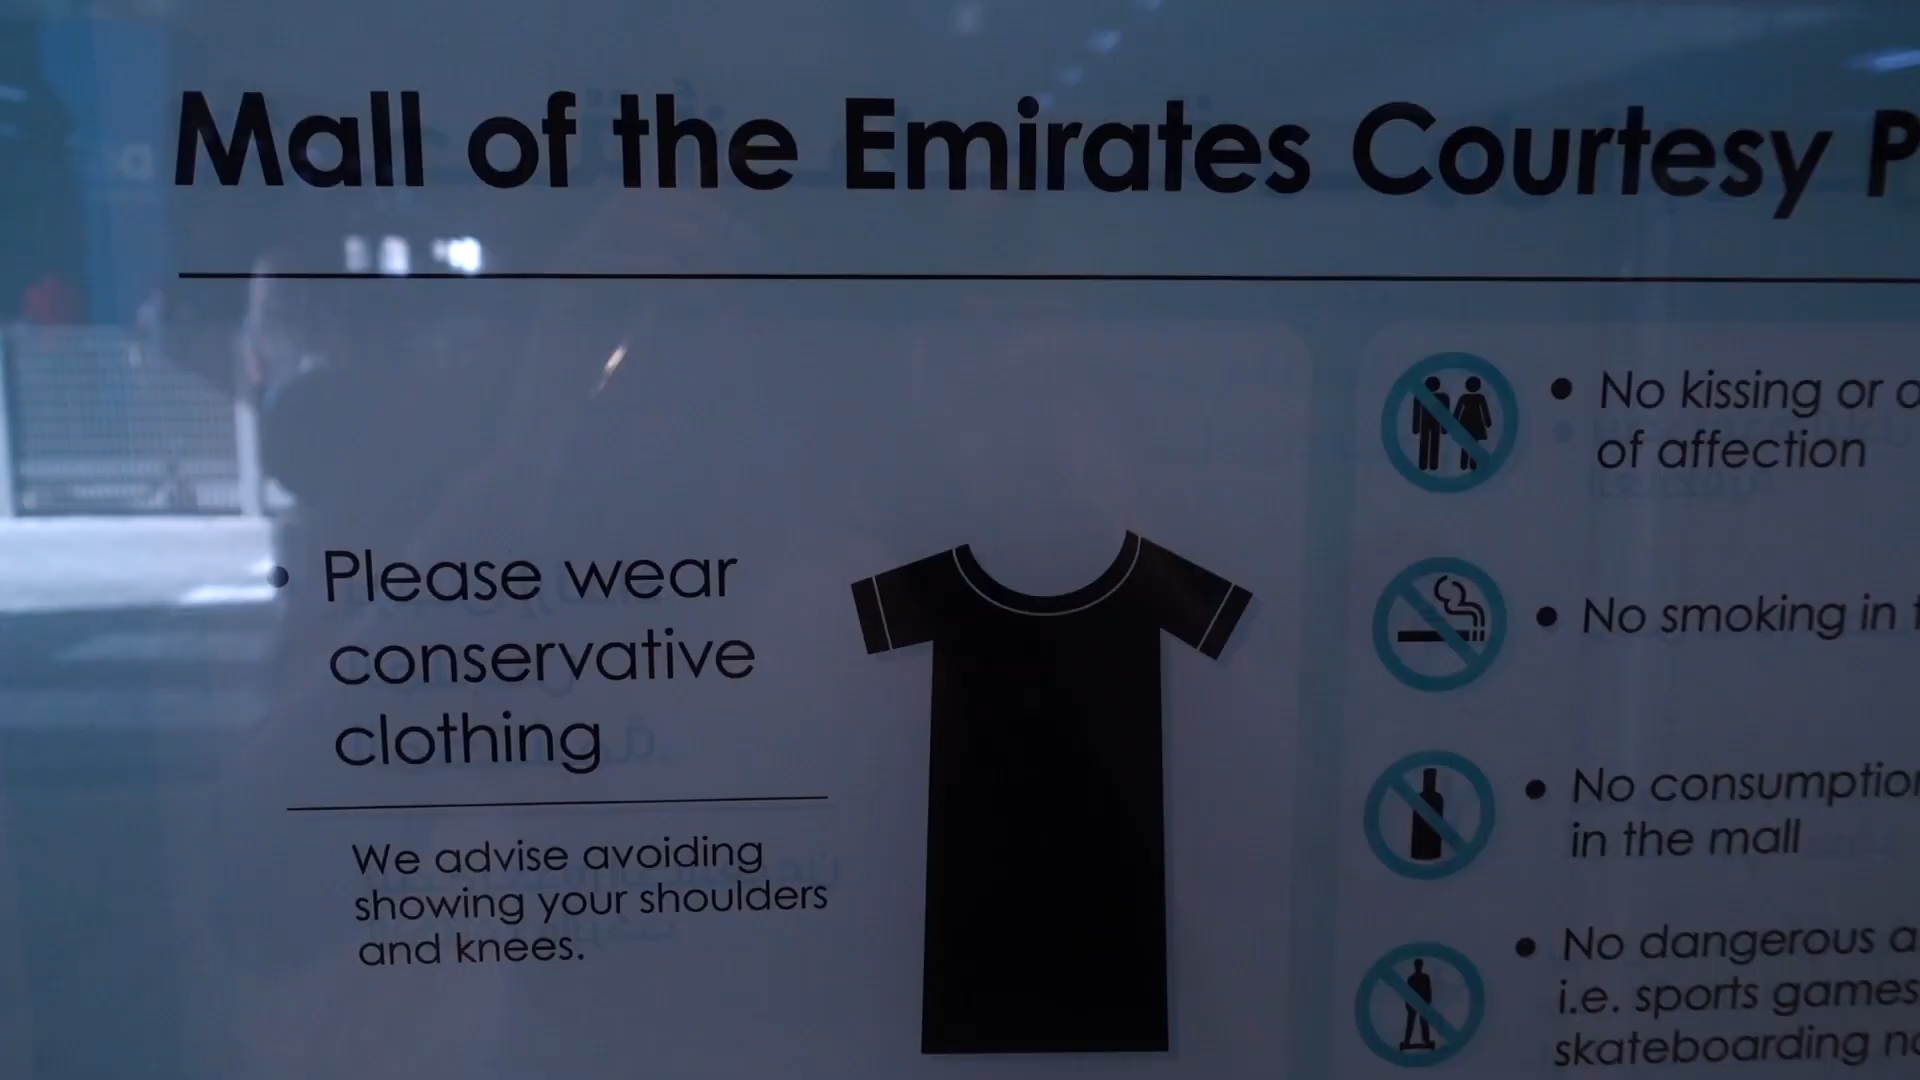 Mall of the Emirates Courtesy
• Please wear
conservative
clothing
We advise avoiding
showing your shoulders
and knees.
• No kissing or
of affection
• No smoking in
• No consumption
in the mall
• No dangerous
i.e. sports games
skateboarding